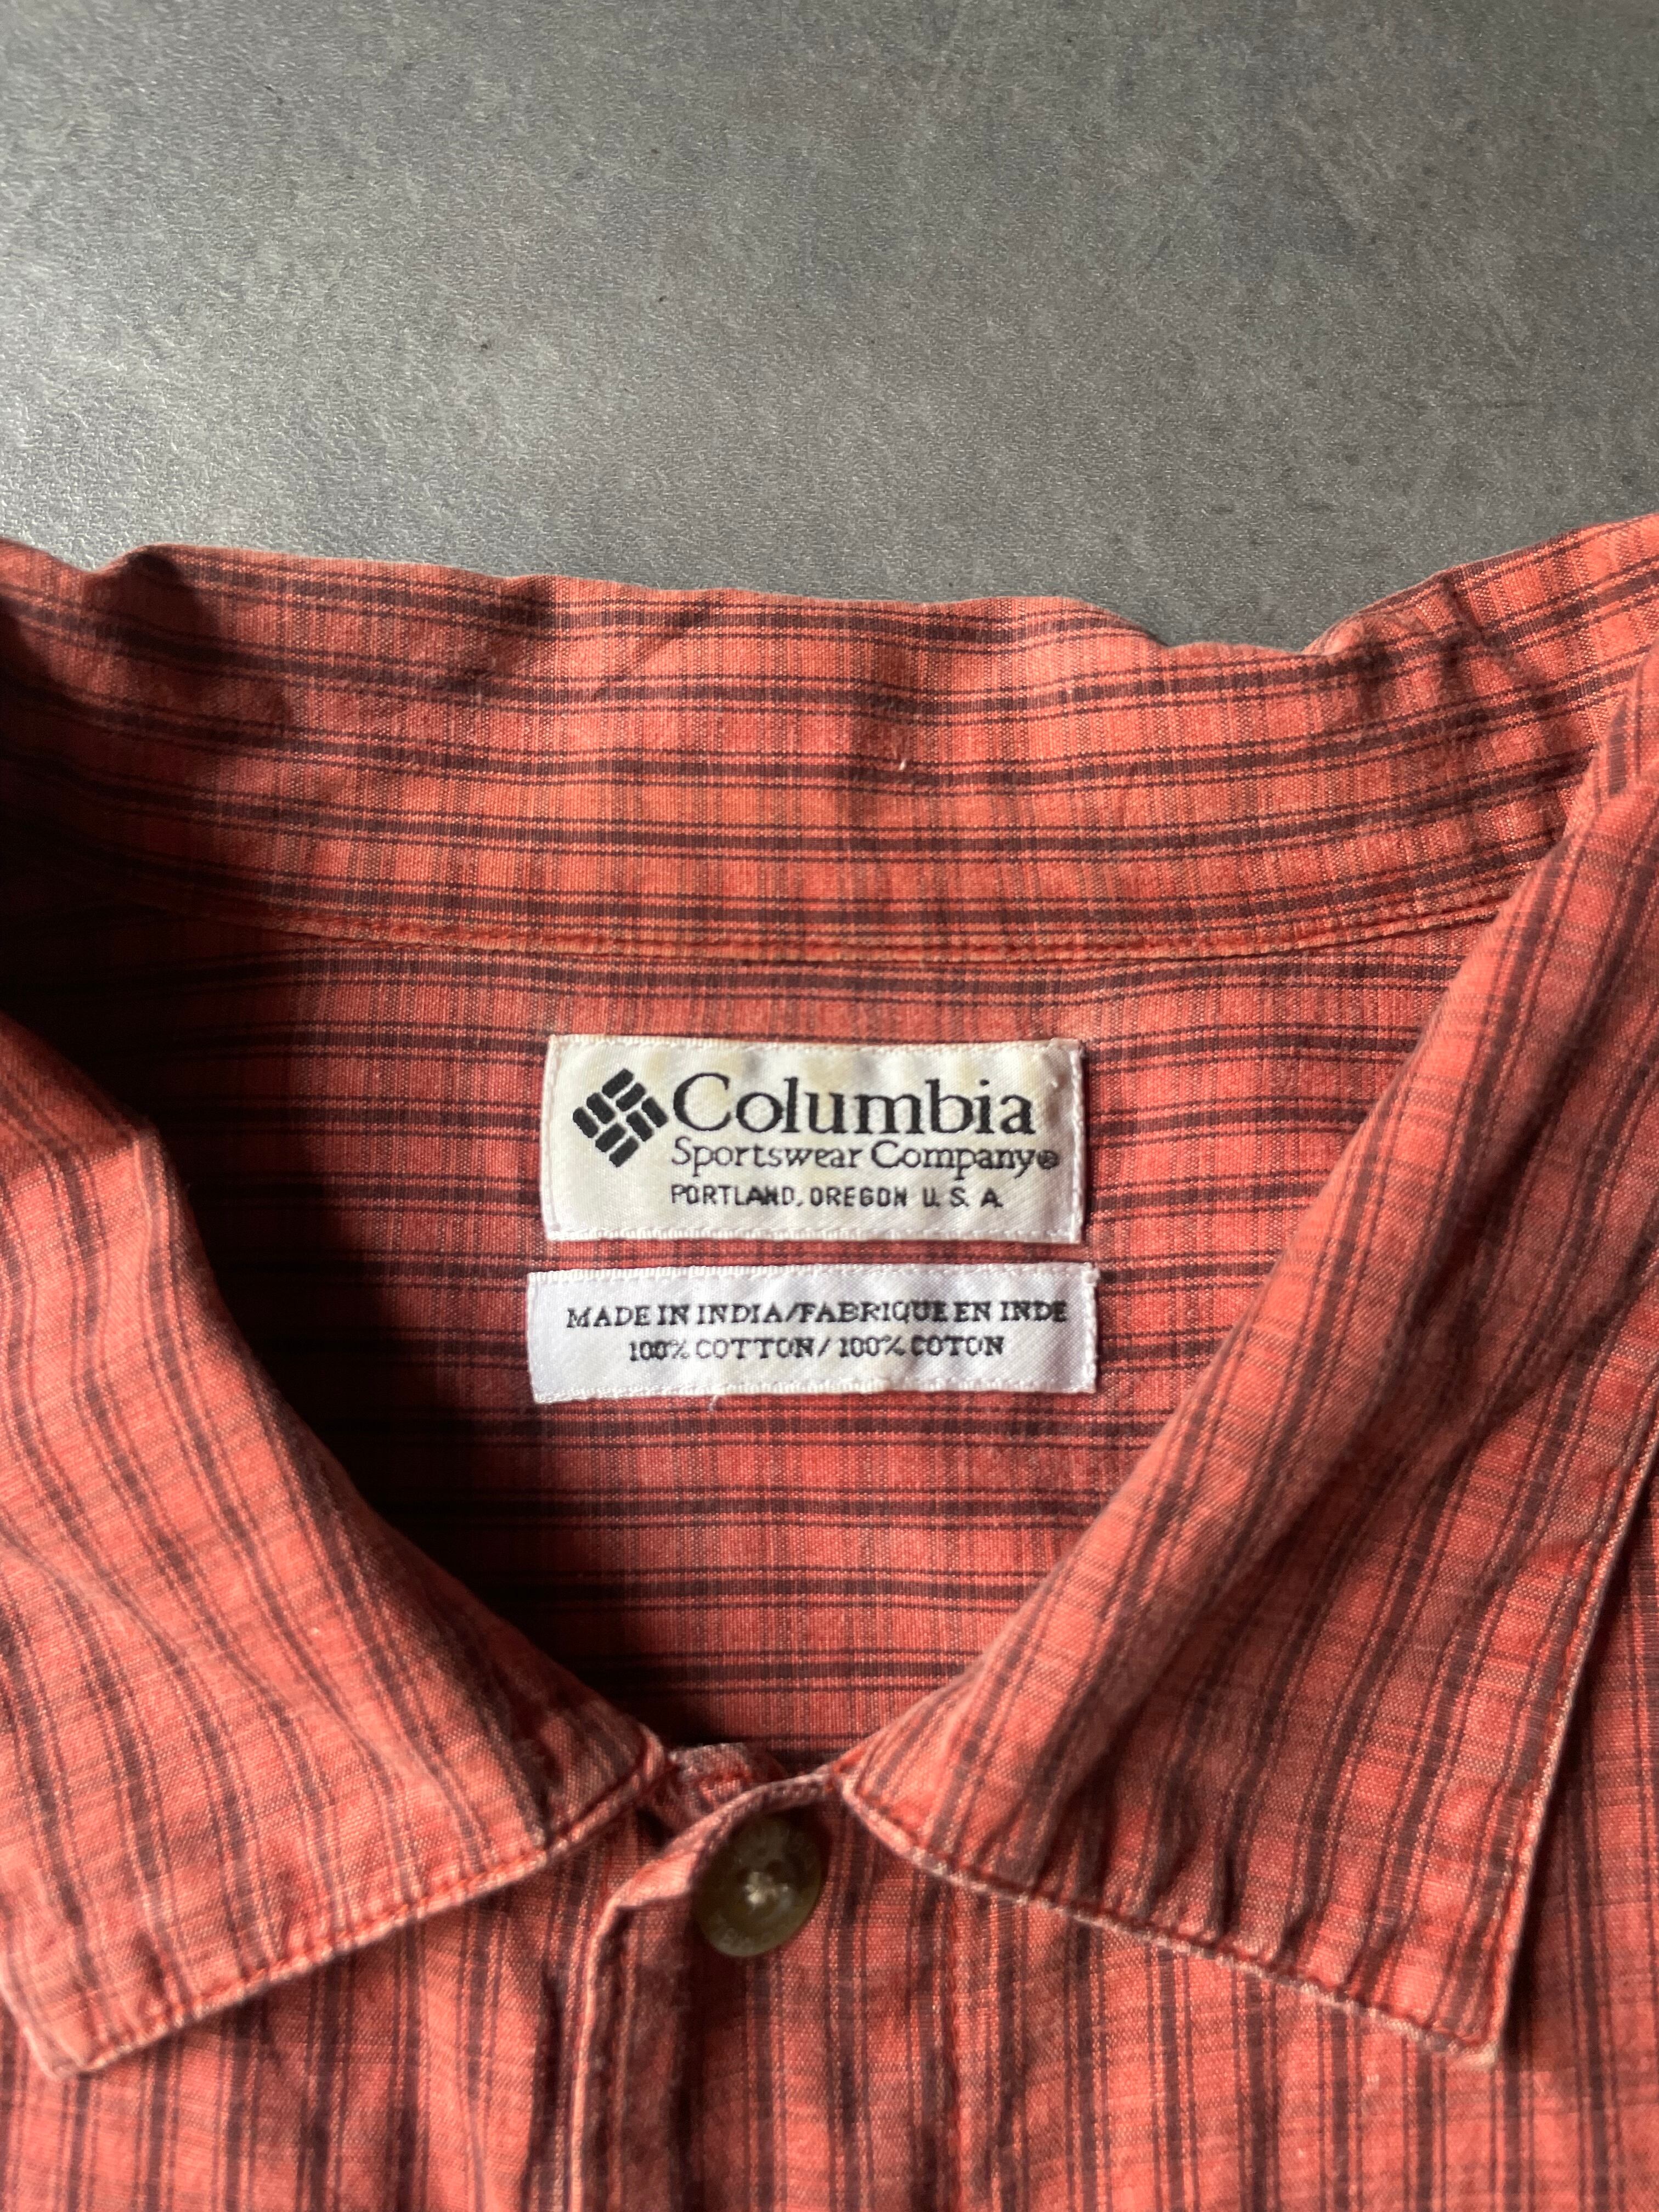 Columbia
Sportswear Company®
PORTLAND, OREGON U.S.A.
MADE IN INDIA/FABRIQUE EN INDE
100% COTTON/100% COTON